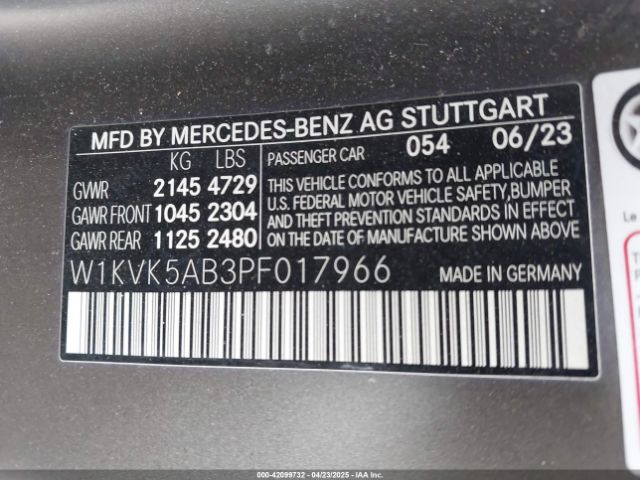 MFD BY MERCEDES-BENZ AG STUTTGART
KG LBS
GVWR 2145 4729
GAWR FRONT 1045 2304
GAWR REAR 1125 2480
PASSENGER CAR 054 06/23
THIS VEHICLE CONFORMS TO ALL APPLICABLE
U.S. FEDERAL MOTOR VEHICLE SAFETY, BUMPER
AND THEFT PREVENTION STANDARDS IN EFFECT
ON THE DATE OF MANUFACTURE SHOWN ABOVE
W1KVK5AB3PF017966 MADE IN GERMANY
Le
000-42099732 - 04/23/2025 - IAAI.COM